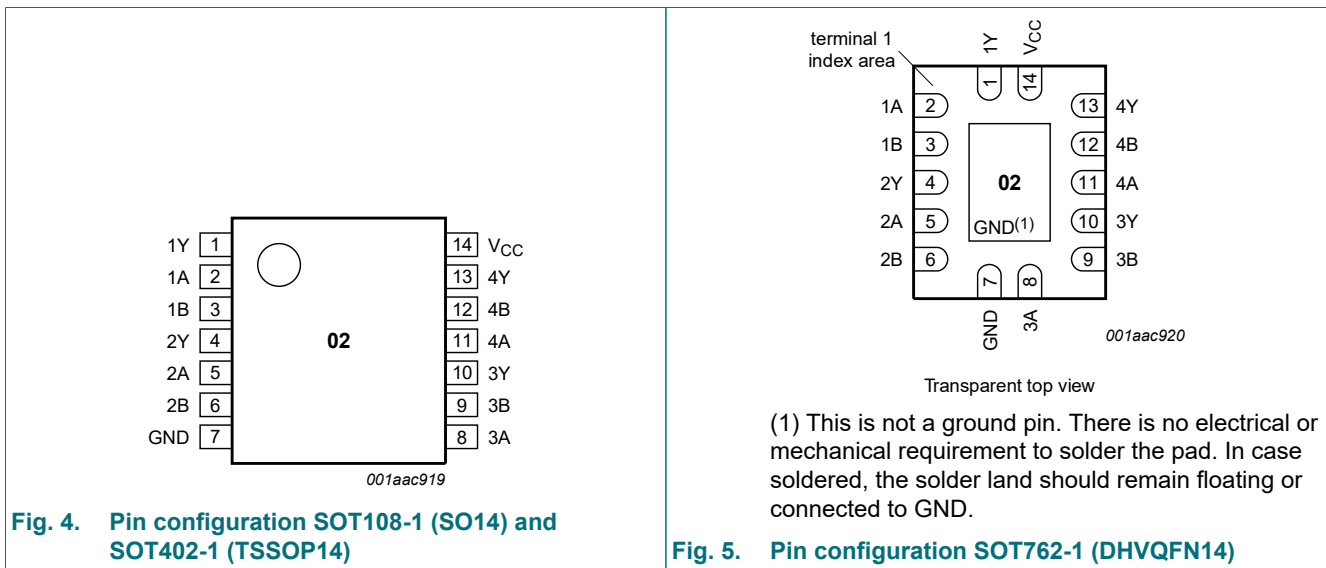 1Y 1
1A 2
1B 3
2Y 4
2A 5
2B 6
GND 7
02
14 VCC
13 4Y
12 4B
11 4A
10 3Y
9 3B
8 3A
001aac919
Fig. 4. Pin configuration SOT108-1 (SO14) and
SOT402-1 (TSSOP14)
terminal 1
index area
1Y
VCC
1
14
1A 2
1B 3
2Y 4
2A 5
2B 6
02
GND(1)
13 4Y
12 4B
11 4A
10 3Y
9 3B
7
8
GND
3A
001aac920
Transparent top view
(1) This is not a ground pin. There is no electrical or
mechanical requirement to solder the pad. In case
soldered, the solder land should remain floating or
connected to GND.
Fig. 5. Pin configuration SOT762-1 (DHVQFN14)